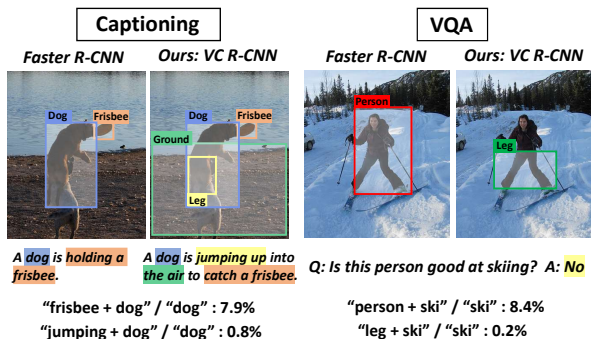 Captioning
VQA
Faster R-CNN
Ours: VC R-CNN
Faster R-CNN
Ours: VC R-CNN
Dog
Frisbee
Dog
Frisbee
Ground
Leg
Person
Leg
A dog is holding a
frisbee.
A dog is jumping up into
the air to catch a frisbee.
Q: Is this person good at skiing? A: No
“frisbee + dog” / “dog” : 7.9%
“jumping + dog” / “dog” : 0.8%
“person + ski” / “ski” : 8.4%
“leg + ski” / “ski” : 0.2%